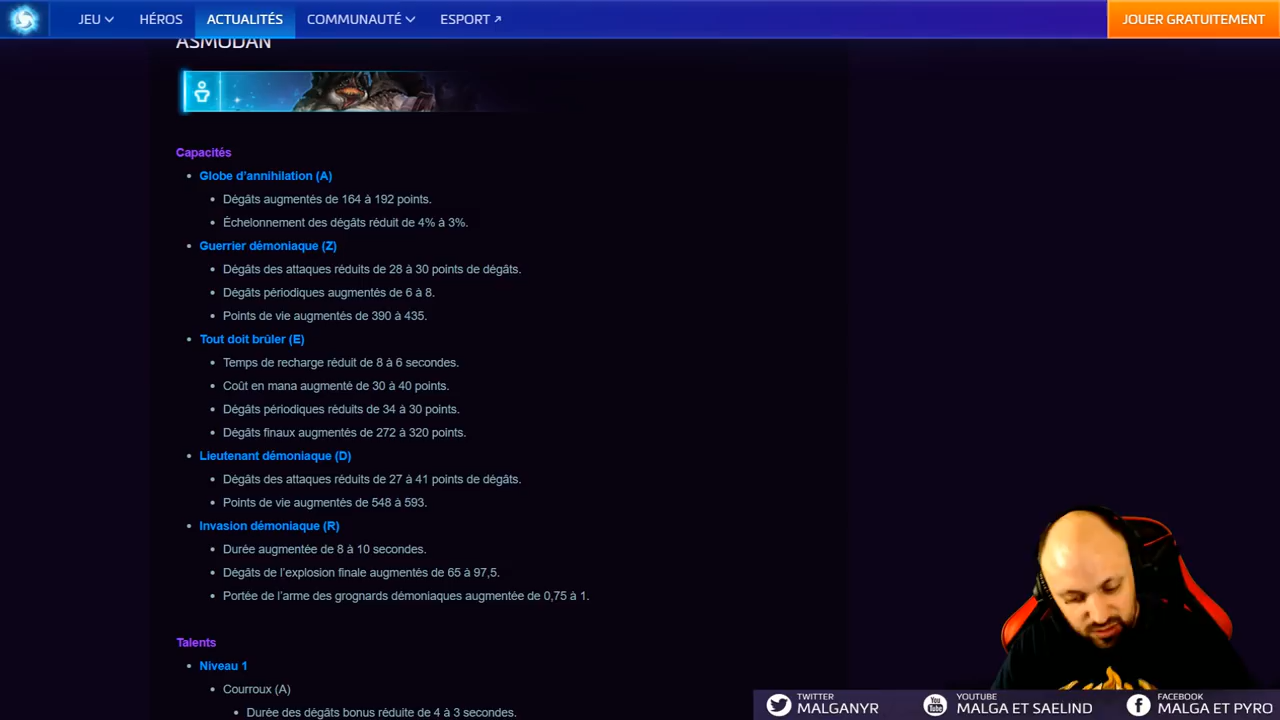 JEU HÉROS ACTUALITÉS COMMUNAUTÉ ESPORT JOUER GRATUITEMENT
ASMODAN
Capacités
Globe d’annihilation (A)
Dégâts augmentés de 164 à 192 points.
Échelonnement des dégâts réduit de 4% à 3%.
Guerrier démoniaque (Z)
Dégâts des attaques réduits de 28 à 30 points de dégâts.
Dégâts périodiques augmentés de 6 à 8.
Points de vie augmentés de 390 à 435.
Tout doit brûler (E)
Temps de recharge réduit de 8 à 6 secondes.
Coût en mana augmenté de 30 à 40 points.
Dégâts périodiques réduits de 34 à 30 points.
Dégâts finaux augmentés de 272 à 320 points.
Lieutenant démoniaque (D)
Dégâts des attaques réduits de 27 à 41 points de dégâts.
Points de vie augmentés de 548 à 593.
Invasion démoniaque (R)
Durée augmentée de 8 à 10 secondes.
Dégâts de l’explosion finale augmentés de 65 à 97,5.
Portée de l’arme des grognards démoniaques augmentée de 0,75 à 1.
Talents
Niveau 1
Courroux (A)
Durée des dégâts bonus réduite de 4 à 3 secondes.
TWITTER
MALGANYR
YOUTUBE
MALGA ET SAELIND
FACEBOOK
MALGA ET PYRO